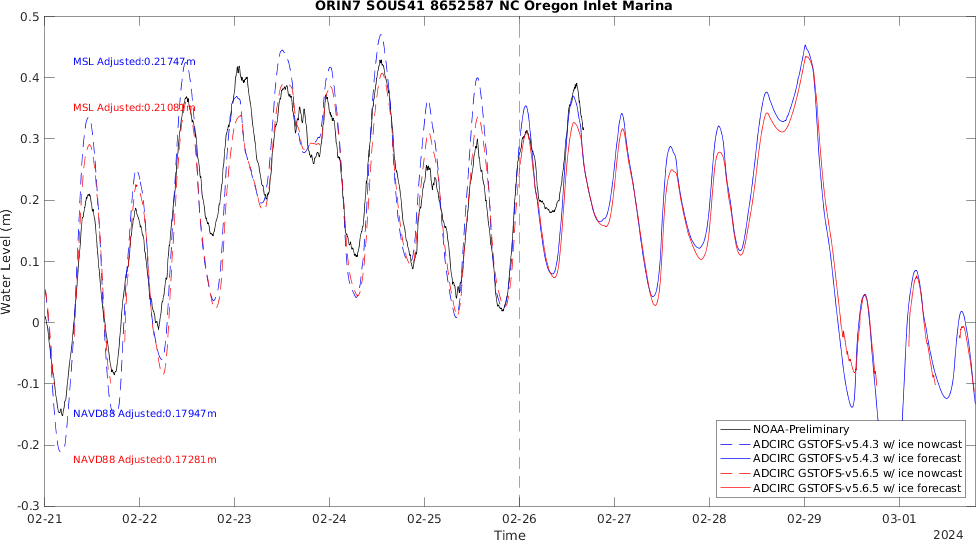 ORIN7 SOUS41 8652587 NC Oregon Inlet Marina
0.5
0.4
0.3
0.2
0.1
0
-0.1
-0.2
-0.3
Water Level (m)
MSL Adjusted:0.21747m
MSL Adjusted:0.21081m
NAVD88 Adjusted:0.17947m
NAVD88 Adjusted:0.17281m
NOAA-Preliminary
ADCIRC GSTOFS-v5.4.3 w/ ice nowcast
ADCIRC GSTOFS-v5.4.3 w/ ice forecast
ADCIRC GSTOFS-v5.6.5 w/ ice nowcast
ADCIRC GSTOFS-v5.6.5 w/ ice forecast
02-21 02-22 02-23 02-24 02-25 02-26 02-27 02-28 02-29 03-01
Time
2024